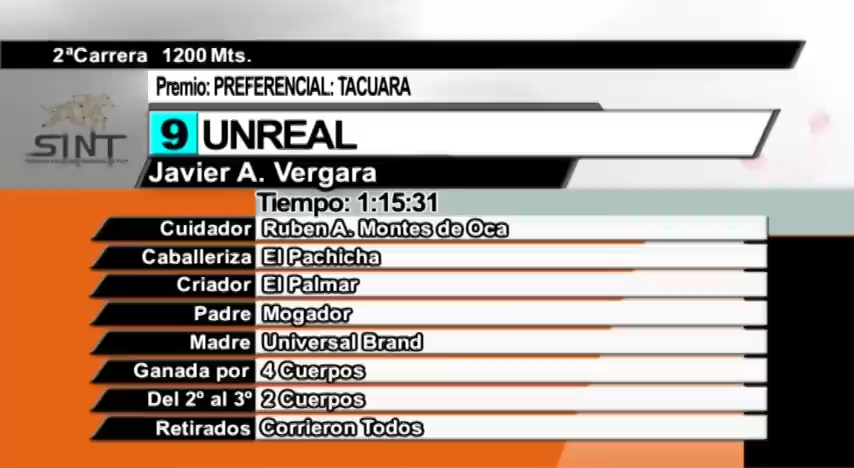 2ªCarrera 1200 Mts.
Premio: PREFERENCIAL: TACUARA
SINT
9 UNREAL
Javier A. Vergara
Tiempo: 1:15:31
Cuidador Ruben A. Montes de Oca
Caballeriza El Pachicha
Criador El Palmar
Padre Mogador
Madre Universal Brand
Ganada por 4 Cuerpos
Del 2º al 3º 2 Cuerpos
Retirados Corrieron Todos